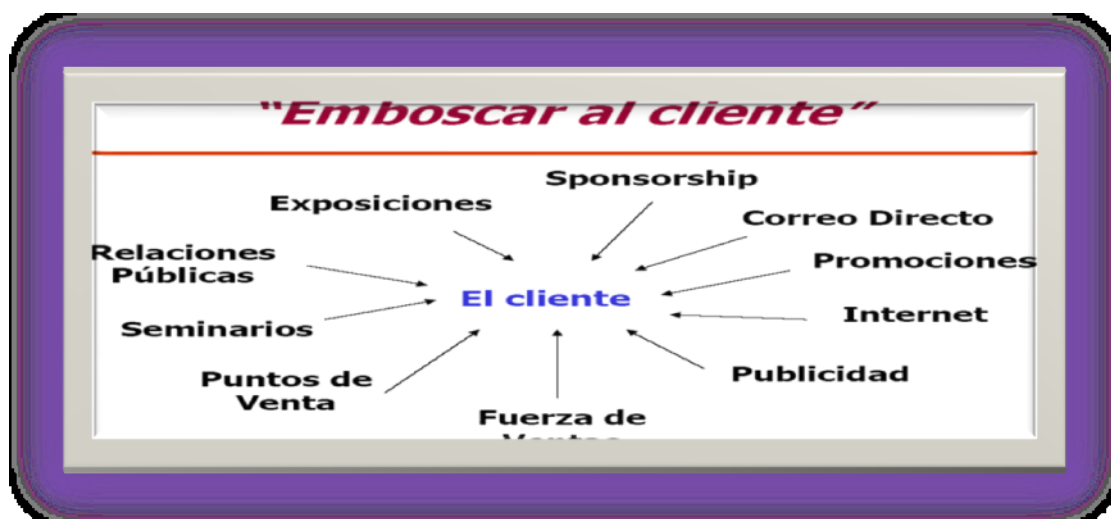 “Emboscar al cliente”
Sponsorship
Exposiciones
Correo Directo
Relaciones
Públicas
Promociones
El cliente
Internet
Seminarios
Publicidad
Puntos de
Venta
Fuerza de
Ventas